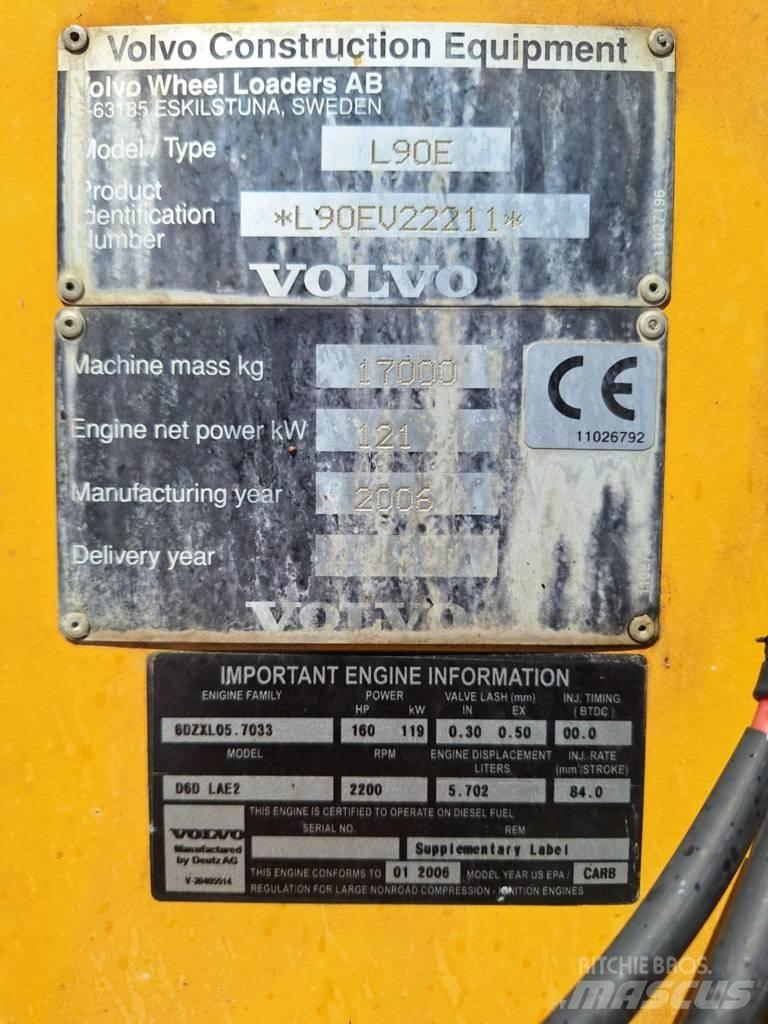 Volvo Construction Equipment
Volvo Wheel Loaders AB
S-63185 ESKILSTUNA, SWEDEN
Model / Type L90E
Product
Identification
Number
*L90EV22211*
11027196
VOLVO
Machine mass kg 17000
CE
11026792
Engine net power kW 121
Manufacturing year 2006
Delivery year
VOLVO
IMPORTANT ENGINE INFORMATION
ENIGINE FAMILY POWER VALVE LASH (mm) INJ. TIMING
HP kW IN EX (BTDC)
6DZXL05.7033 160 119 0.30 0.50 00.0
MODEL RPM ENGINE DISPLACEMENT INJ.RATE
LITERS (mm³/STROKE)
D6D LAE2 2200 5.702 84.0
THIS ENGINE IS CERTIFIED TO OPERATE ON DIESEL FUEL
SERIAL NO. REM
VOLVO
Manufactured
by Deutz AG
V-20405514
Supplementary Label
THIS ENGINE CONFORMS TO 01 2006 MODEL YEAR US EPA / CARB
REGULATION FOR LARGE NONROAD COMPRESSION - IGNITION ENGINES
RITCHIE BROS.
MASCUS